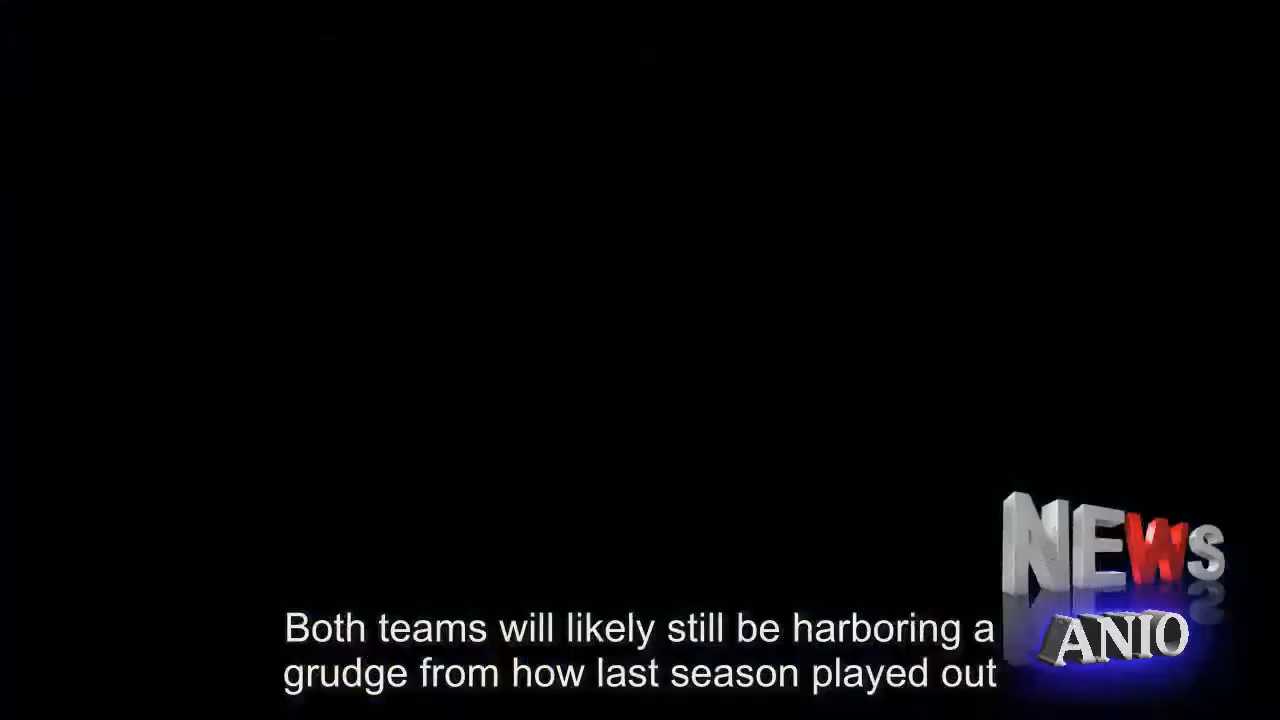 NEWS
ANIO
Both teams will likely still be harboring a
grudge from how last season played out